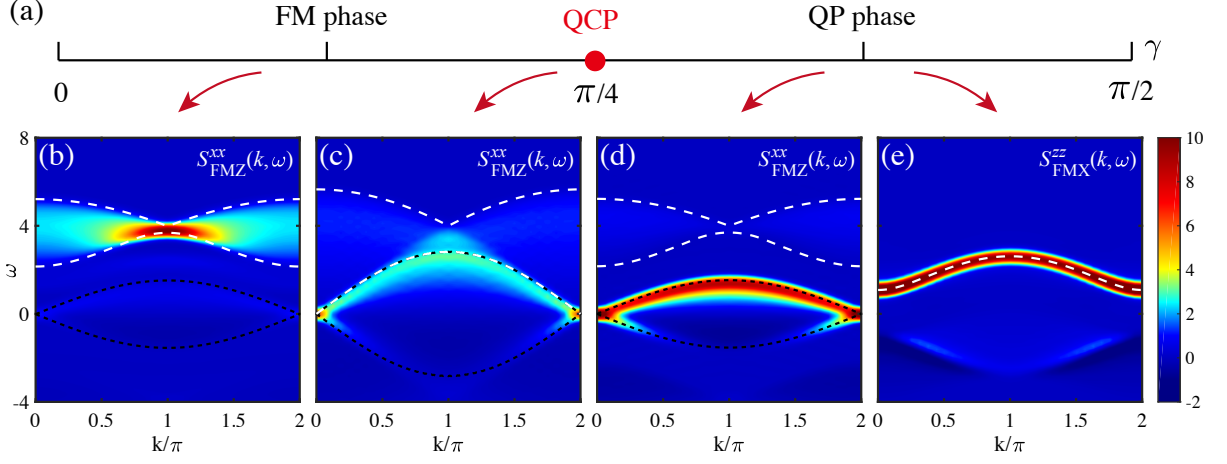 (a)
FM phase
QCP
QP phase
γ
0
π/4
π/2
(b)
S^{xx}_{FMZ}(k, ω)
(c)
S^{xx}_{FMZ}(k, ω)
(d)
S^{xx}_{FMZ}(k, ω)
(e)
S^{zz}_{FMX}(k, ω)
8
4
0
-4
ω
0 0.5 1 1.5 2
k/π
0 0.5 1 1.5 2
k/π
0 0.5 1 1.5 2
k/π
0 0.5 1 1.5 2
k/π
10
8
6
4
2
0
-2